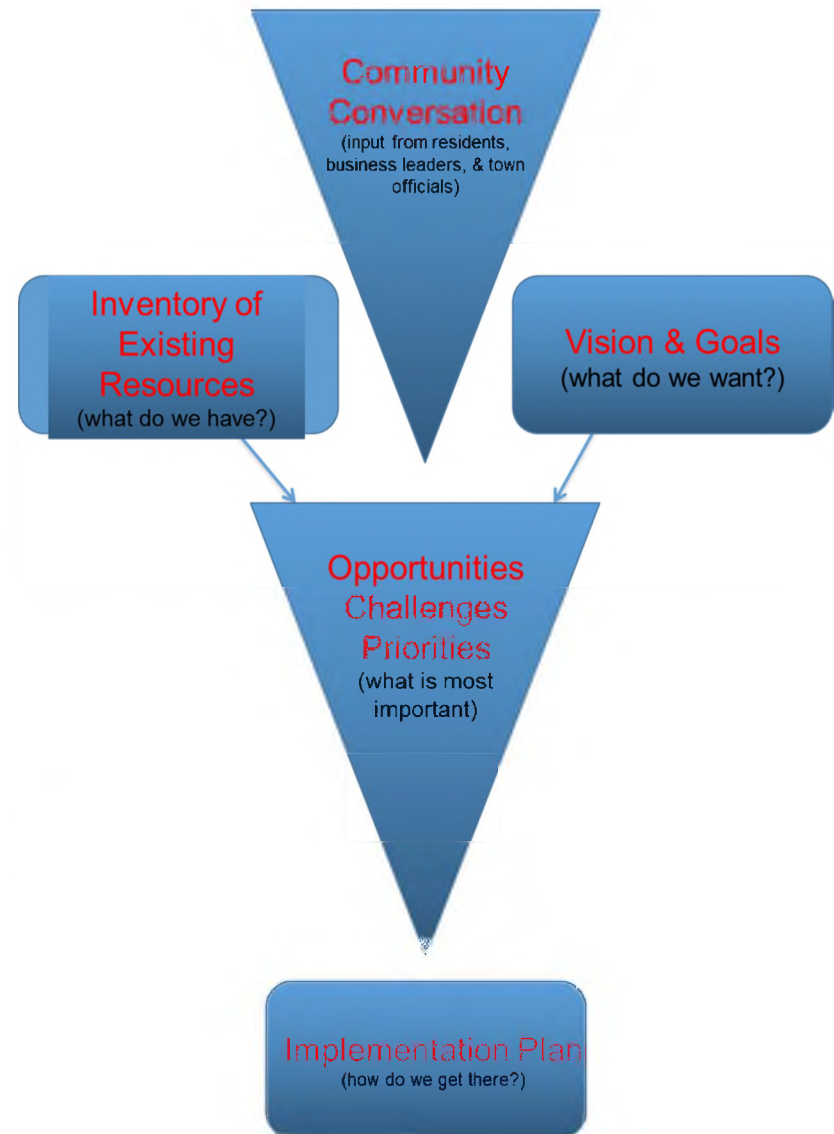 Community
Conversation
(input from residents,
business leaders, & town
officials)
Inventory of
Existing
Resources
(what do we have?)
Vision & Goals
(what do we want?)
Opportunities
Challenges
Priorities
(what is most
important)
Implementation Plan
(how do we get there?)